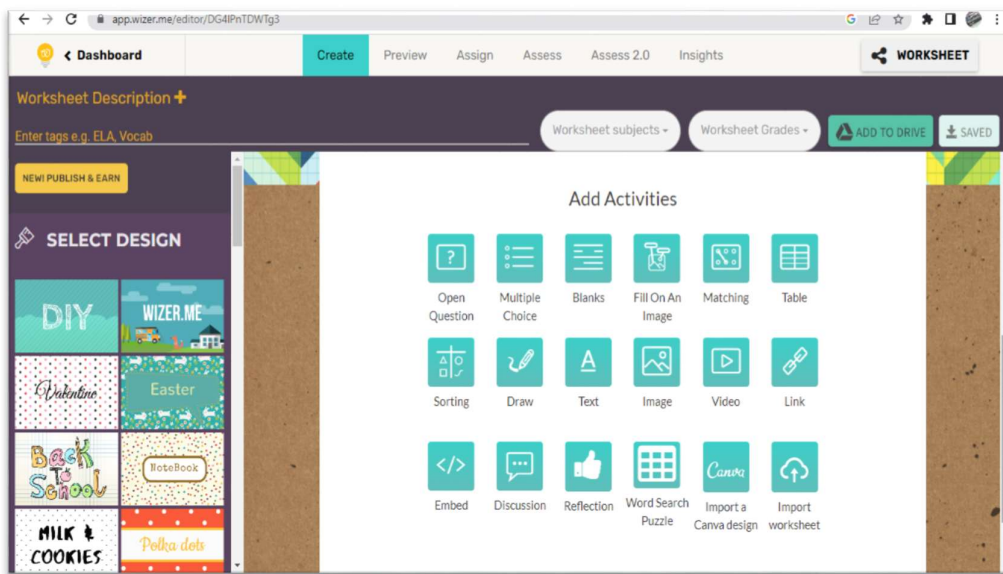 app.wizer.me/editor/DG4IPnTDWTg3
Dashboard
Create Preview Assign Assess Assess 2.0 Insights
WORKSHEET
Worksheet Description +
Enter tags e.g. ELA, Vocab
Worksheet subjects
Worksheet Grades
ADD TO DRIVE
SAVED
NEW! PUBLISH & EARN
SELECT DESIGN
DIY
WIZER.ME
Valentine
Easter
Back
To
School
NoteBook
MILK &
COOKIES
Polka dots
Add Activities
Open
Question
Multiple
Choice
Blanks
Fill On An
Image
Matching
Table
Sorting
Draw
Text
Image
Video
Link
Embed
Discussion
Reflection
Word Search
Puzzle
Canva
Import a
Canva design
Import
worksheet